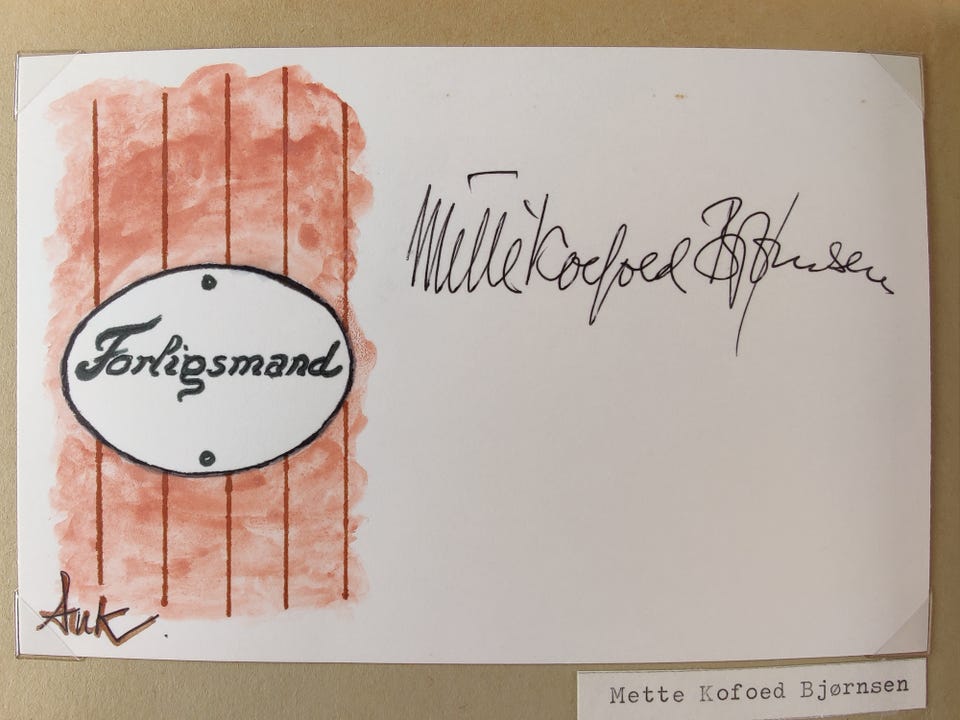 Mette Kofoed Bjørnsen
Forligsmand
Auk
Mette Kofoed Bjørnsen